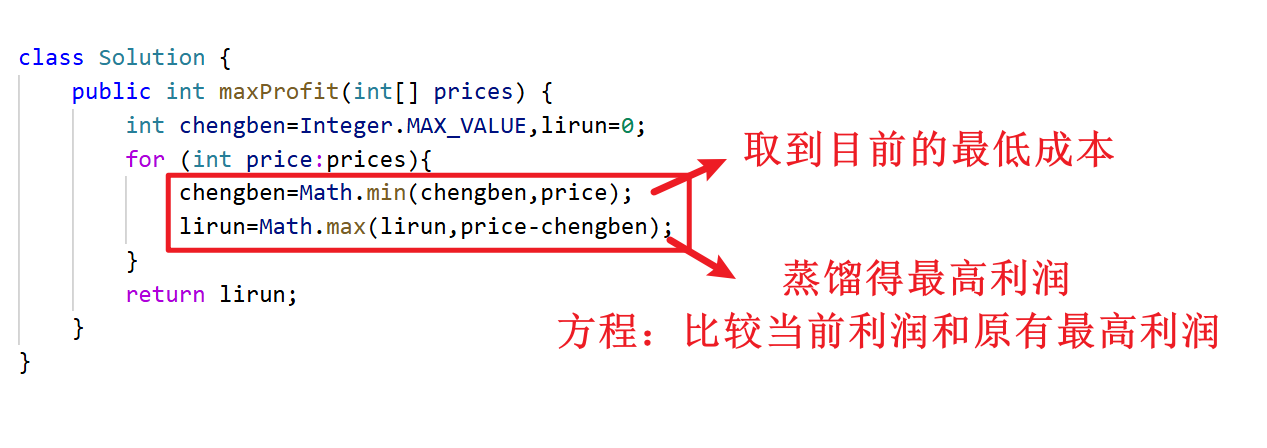 class Solution {
public int maxProfit(int[] prices) {
int chengben=Integer.MAX_VALUE,lirun=0;
for (int price:prices){
取到目前的最低成本
chengben=Math.min(chengben,price);
lirun=Math.max(lirun,price-chengben);
}
蒸馏得最高利润
return lirun;
方程：比较当前利润和原有最高利润
}
}